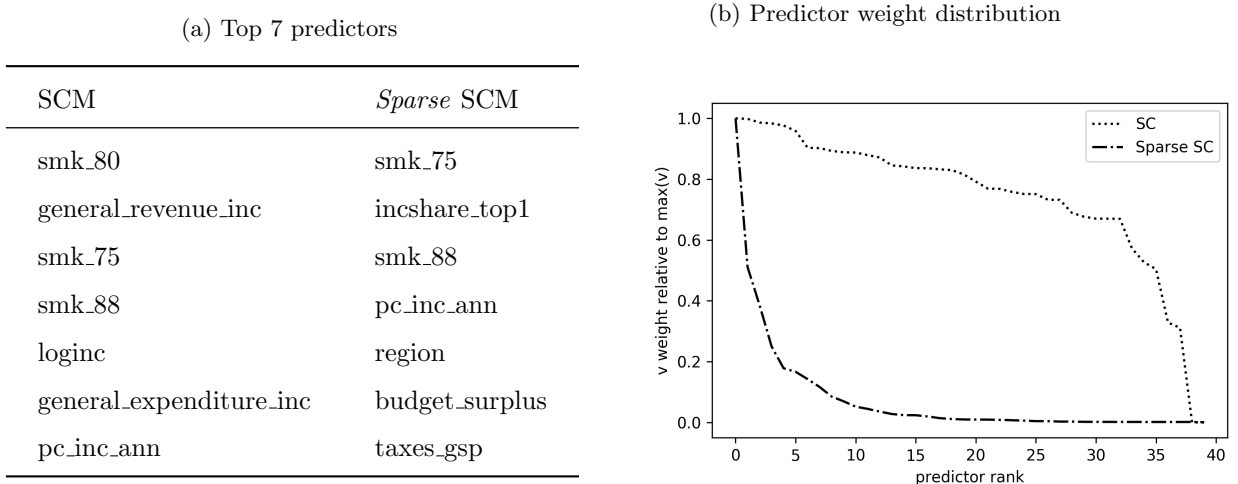 (a) Top 7 predictors
SCM Sparse SCM
smk_80 smk_75
general_revenue_inc incshare_top1
smk_75 smk_88
smk_88 pc_inc_ann
loginc region
general_expenditure_inc budget_surplus
pc_inc_ann taxes_gsp
(b) Predictor weight distribution
SC
Sparse SC
v weight relative to max(v)
1.0
0.8
0.6
0.4
0.2
0.0
0 5 10 15 20 25 30 35 40
predictor rank